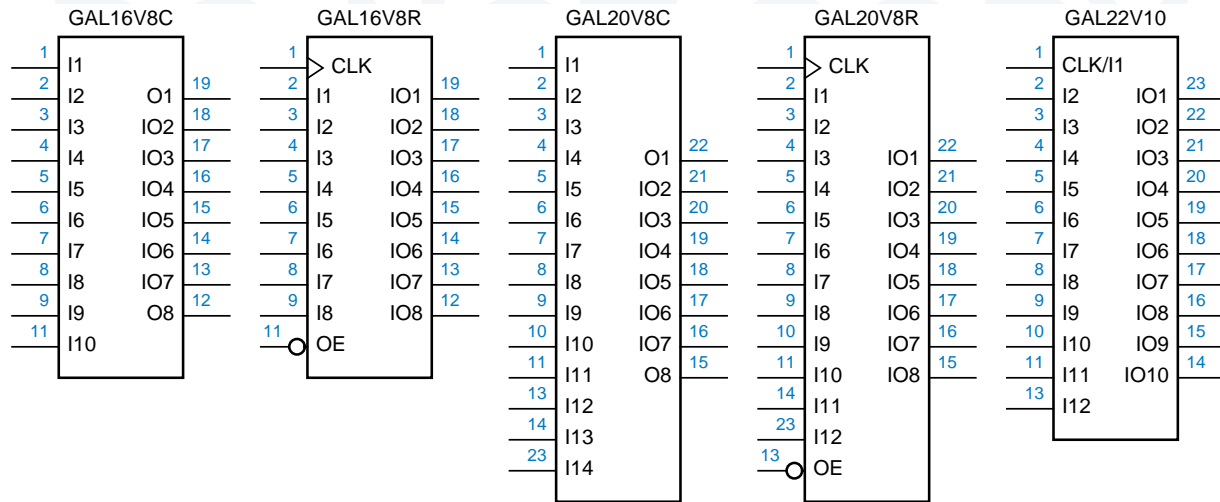 GAL16V8C GAL16V8R GAL20V8C GAL20V8R GAL22V10
1 I1
2 I2 O1 19
3 I3 IO2 18
4 I4 IO3 17
5 I5 IO4 16
6 I6 IO5 15
7 I7 IO6 14
8 I8 IO7 13
9 I9 O8 12
11 I10
1 CLK
2 I1 IO1 19
3 I2 IO2 18
4 I3 IO3 17
5 I4 IO4 16
6 I5 IO5 15
7 I6 IO6 14
8 I7 IO7 13
9 I8 IO8 12
11 OE
1 I1
2 I2
3 I3
4 I4 O1 22
5 I5 IO2 21
6 I6 IO3 20
7 I7 IO4 19
8 I8 IO5 18
9 I9 IO6 17
10 I10 IO7 16
11 I11 O8 15
13 I12
14 I13
23 I14
1 CLK
2 I1
3 I2
4 I3 IO1 22
5 I4 IO2 21
6 I5 IO3 20
7 I6 IO4 19
8 I7 IO5 18
9 I8 IO6 17
10 I9 IO7 16
11 I10 IO8 15
14 I11
23 I12
13 OE
1 CLK/I1
2 I2 IO1 23
3 I3 IO2 22
4 I4 IO3 21
5 I5 IO4 20
6 I6 IO5 19
7 I7 IO6 18
8 I8 IO7 17
9 I9 IO8 16
10 I10 IO9 15
11 I11 IO10 14
13 I12